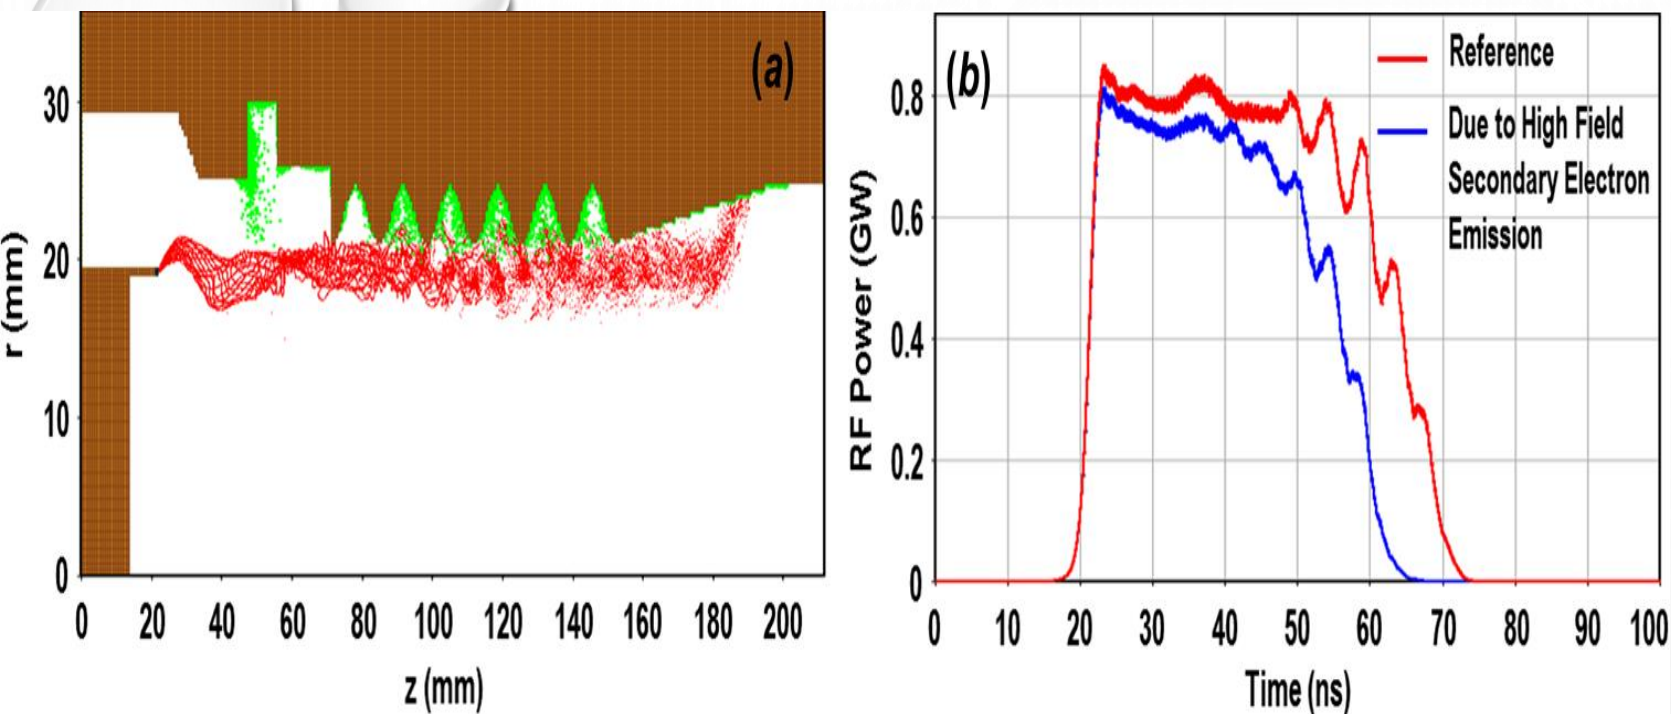 (a)
30
20
10
0
r (mm)
0 20 40 60 80 100 120 140 160 180 200
z (mm)
(b)
Reference
Due to High Field
Secondary Electron
Emission
0.8
0.6
0.4
0.2
0
RF Power (GW)
0 10 20 30 40 50 60 70 80 90 100
Time (ns)